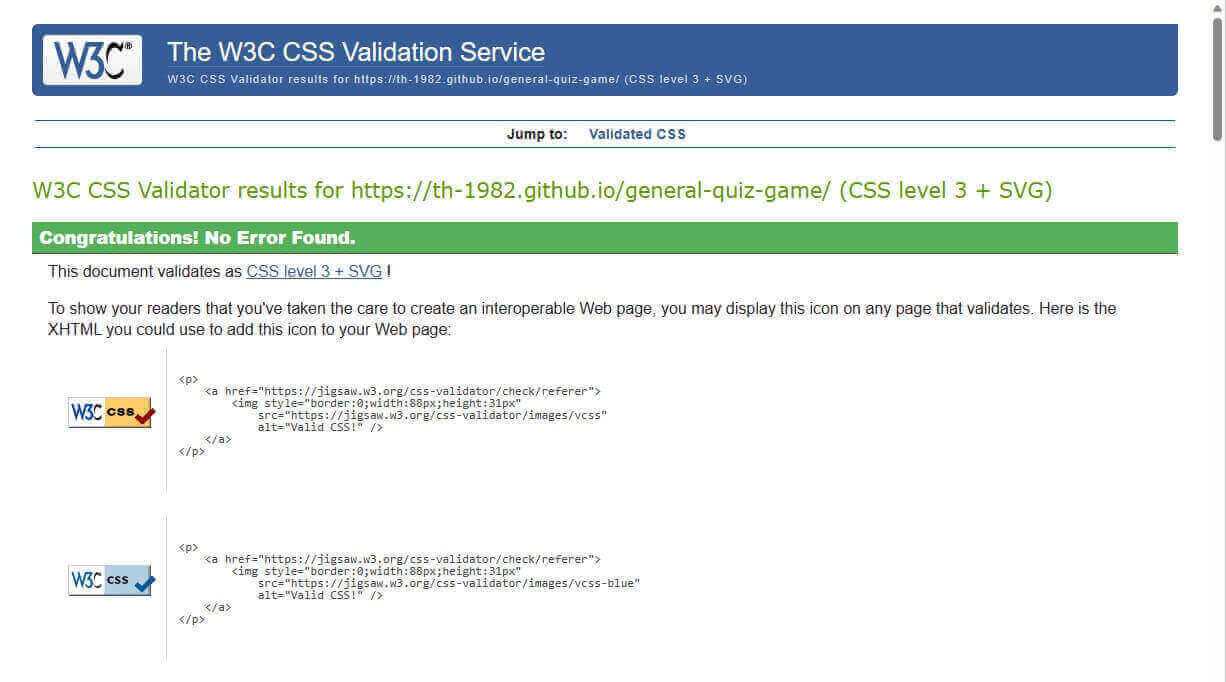 W3C®
The W3C CSS Validation Service
W3C CSS Validator results for https://th-1982.github.io/general-quiz-game/ (CSS level 3 + SVG)
Jump to: Validated CSS
W3C CSS Validator results for https://th-1982.github.io/general-quiz-game/ (CSS level 3 + SVG)
Congratulations! No Error Found.
This document validates as CSS level 3 + SVG !
To show your readers that you've taken the care to create an interoperable Web page, you may display this icon on any page that validates. Here is the
XHTML you could use to add this icon to your Web page:
W3C css
<p>
<a href="https://jigsaw.w3.org/css-validator/check/referer">
<img style="border:0;width:88px;height:31px"
src="https://jigsaw.w3.org/css-validator/images/vcss"
alt="Valid CSS!" />
</a>
</p>
W3C css
<p>
<a href="https://jigsaw.w3.org/css-validator/check/referer">
<img style="border:0;width:88px;height:31px"
src="https://jigsaw.w3.org/css-validator/images/vcss-blue"
alt="Valid CSS!" />
</a>
</p>